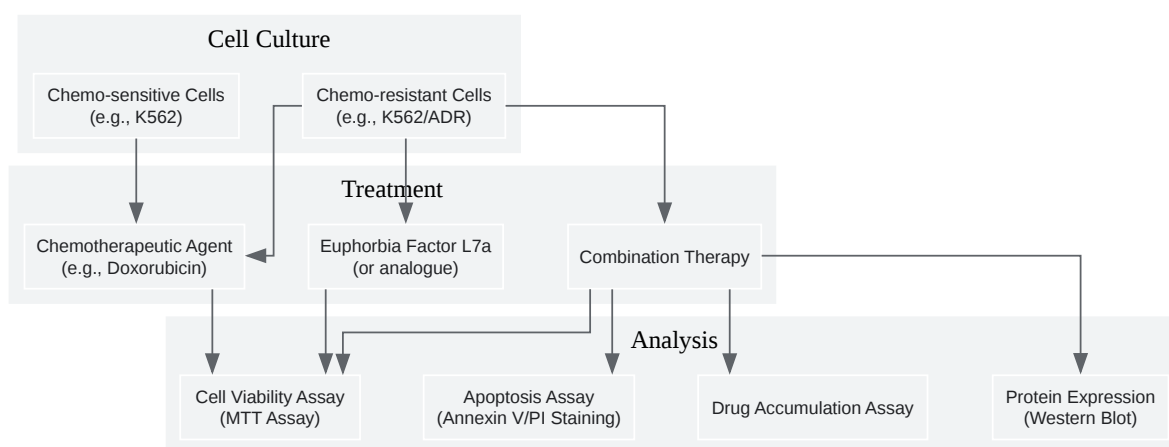 Cell Culture
Chemo-sensitive Cells
(e.g., K562)
Chemo-resistant Cells
(e.g., K562/ADR)
Treatment
Chemotherapeutic Agent
(e.g., Doxorubicin)
Euphorbia Factor L7a
(or analogue)
Combination Therapy
Analysis
Cell Viability Assay
(MTT Assay)
Apoptosis Assay
(Annexin V/PI Staining)
Drug Accumulation Assay
Protein Expression
(Western Blot)